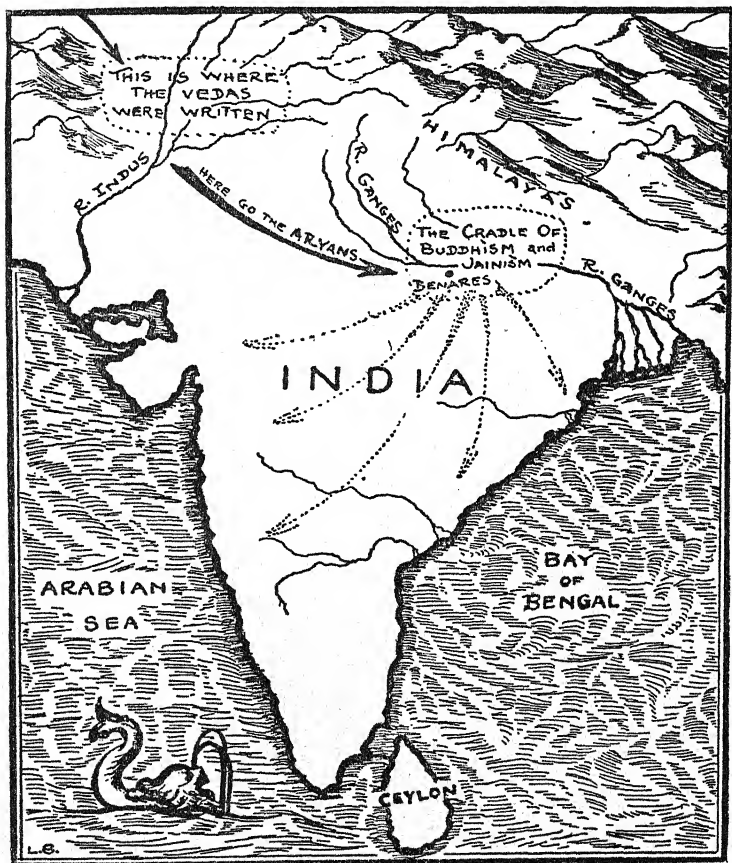 THIS IS WHERE
THE VEDAS
WERE WRITTEN
HIMALAYAS
R. INDUS
R. GANGES
HERE GO THE ARYANS
THE CRADLE OF
BUDDHISM and
JAINISM
BENARES
R. GANGES
INDIA
ARABIAN
SEA
BAY
OF
BENGAL
CEYLON
L.B.